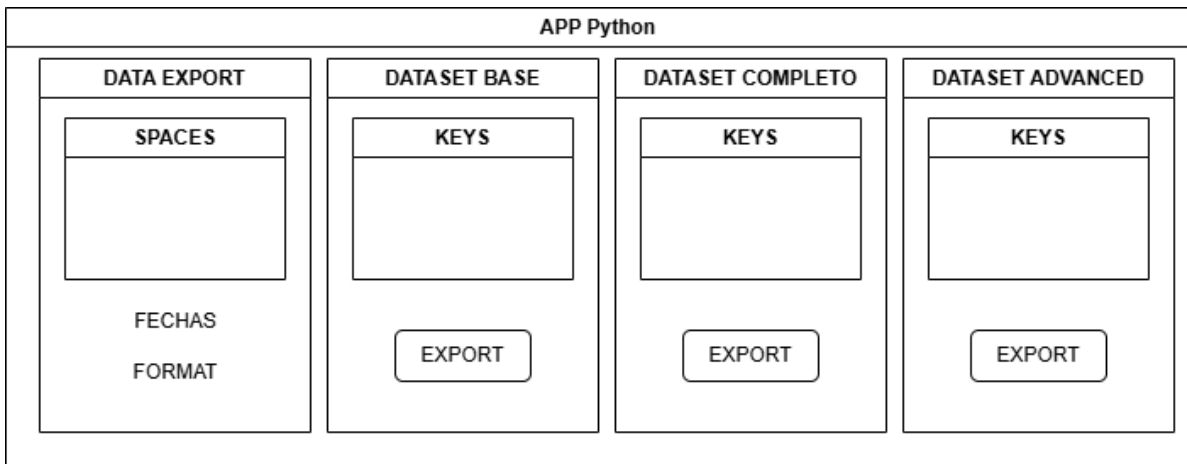 APP Python
DATA EXPORT
SPACES
FECHAS
FORMAT
DATASET BASE
KEYS
EXPORT
DATASET COMPLETO
KEYS
EXPORT
DATASET ADVANCED
KEYS
EXPORT